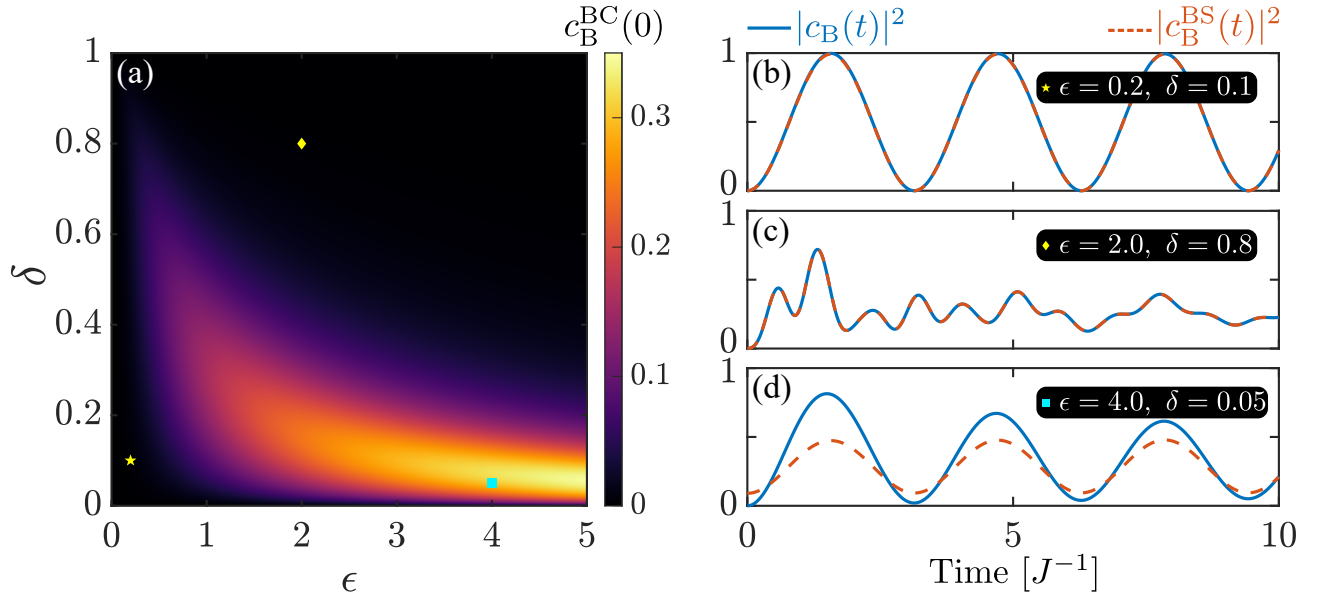 (a)
c_B^BC(0)
1
0.8
0.6
0.4
0.2
0
δ
0 1 2 3 4 5
ϵ
0.3
0.2
0.1
0
|c_B(t)|^2 |c_B^BS(t)|^2
(b)
ϵ = 0.2, δ = 0.1
1
0
(c)
ϵ = 2.0, δ = 0.8
1
0
(d)
ϵ = 4.0, δ = 0.05
1
0
0 5 10
Time [J^−1]